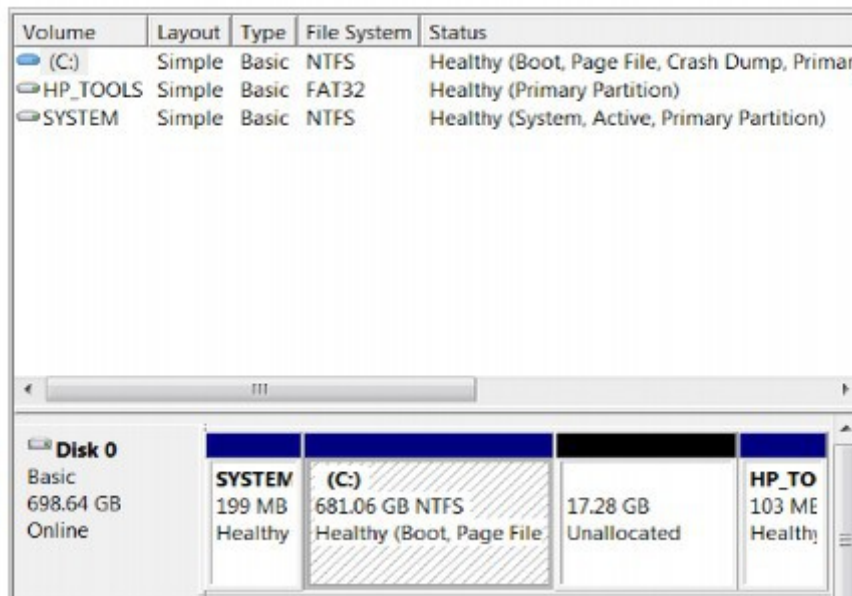 Volume Layout Type File System Status
(C:) Simple Basic NTFS Healthy (Boot, Page File, Crash Dump, Primar
HP_TOOLS Simple Basic FAT32 Healthy (Primary Partition)
SYSTEM Simple Basic NTFS Healthy (System, Active, Primary Partition)
Disk 0
Basic
698.64 GB
Online
SYSTEM
199 MB
Healthy
(C:)
681.06 GB NTFS
Healthy (Boot, Page File
17.28 GB
Unallocated
HP_TO
103 ME
Healthy